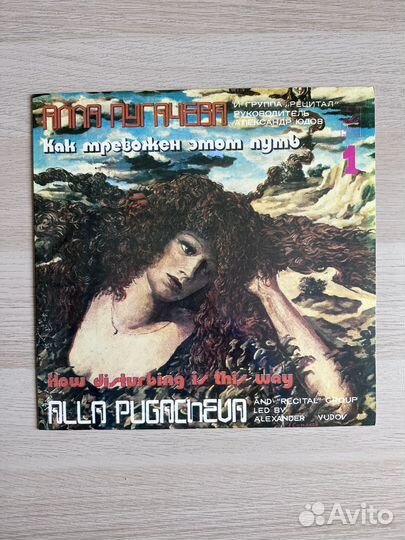 АЛЛА ПУГАЧЕВА
И ГРУППА „РЕЦИТАЛ"
РУКОВОДИТЕЛЬ
АЛЕКСАНДР ЮДОВ
Как тревожен этот путь
1
How disturbing is this way
ALLA PUGACHEVA
AND "RECITAL" GROUP
LED BY
ALEXANDER YUDOV
Avito